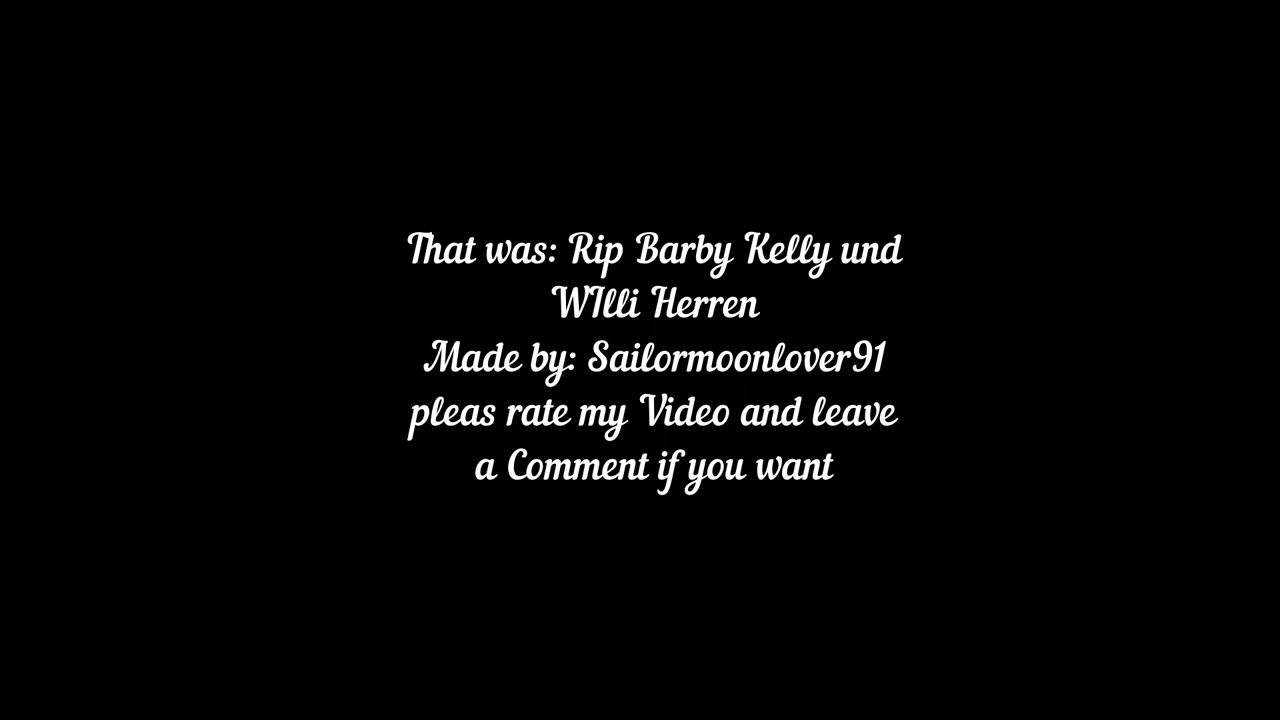 That was: Rip Barby Kelly und
WIlli Herren
Made by: Sailormoonlover91
pleas rate my Video and leave
a Comment if you want